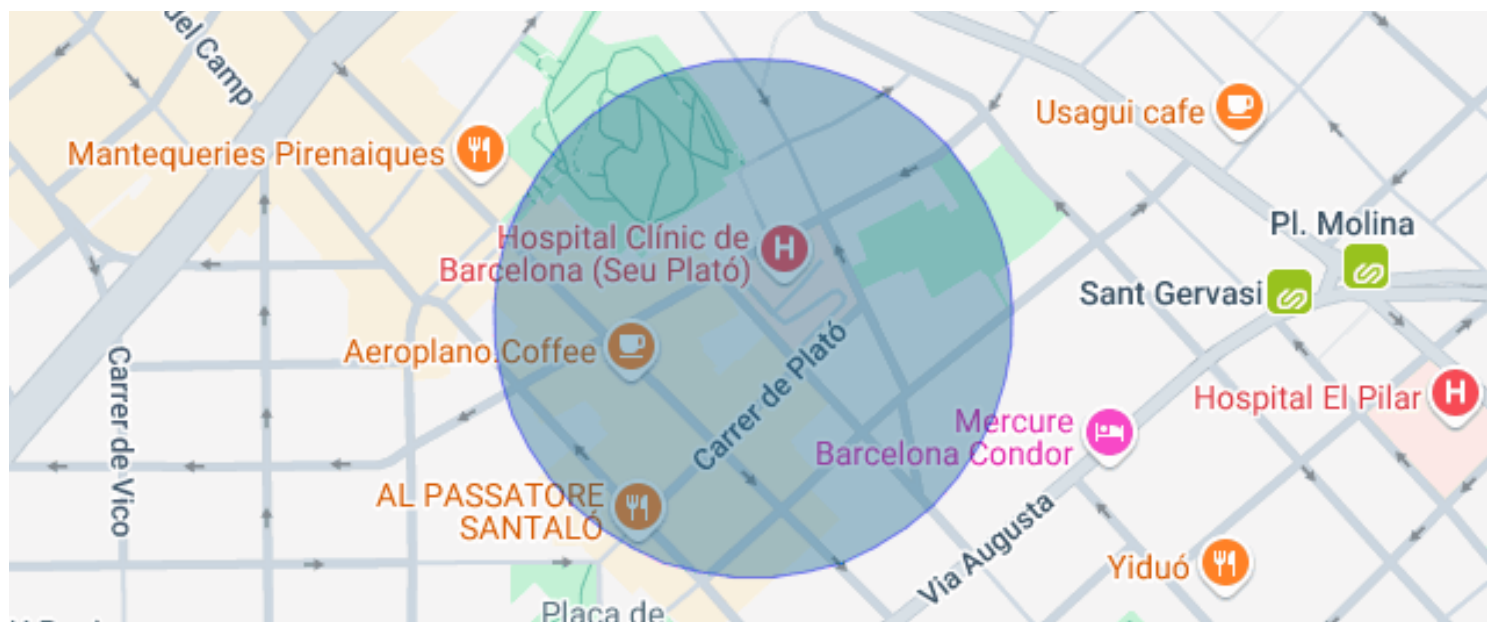 del Camp
Mantequeries Pirenaiques
Usagui cafe
Hospital Clínic de
Barcelona (Seu Plató)
H
Pl. Molina
Sant Gervasi
Aeroplano.Coffee
Carrer de Vico
Carrer de Plató
Hospital El Pilar
H
Mercure
Barcelona Condor
AL PASSATORE
SANTALÓ
Via Augusta
Yiduó
Plaça de